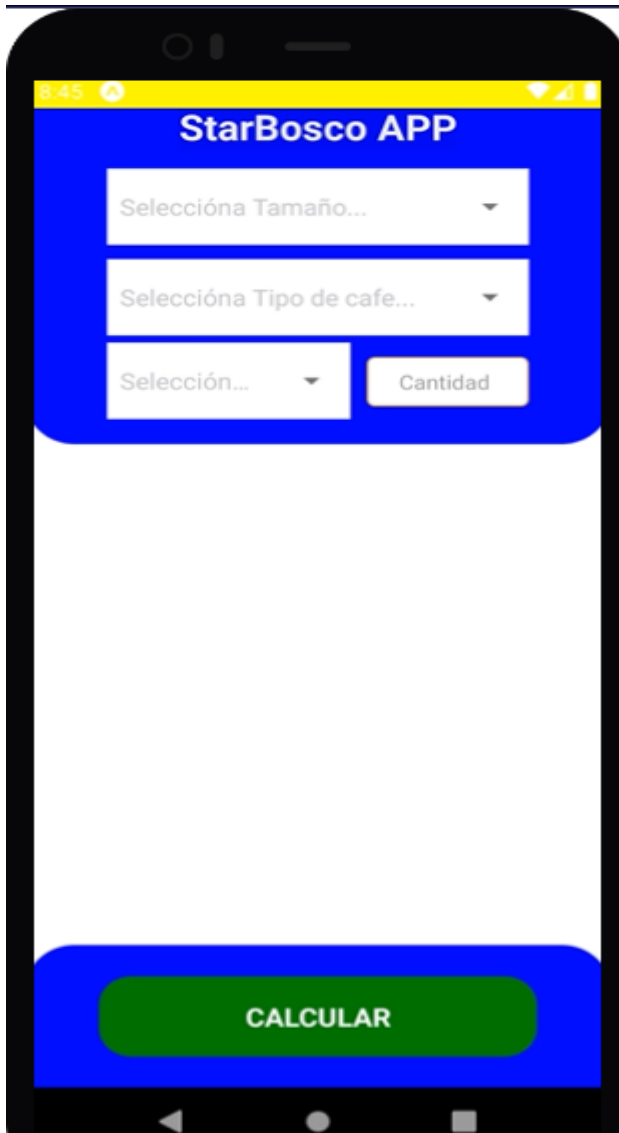 8:45
StarBosco APP
Seleccióna Tamaño...
Seleccióna Tipo de cafe...
Selección...
Cantidad
CALCULAR